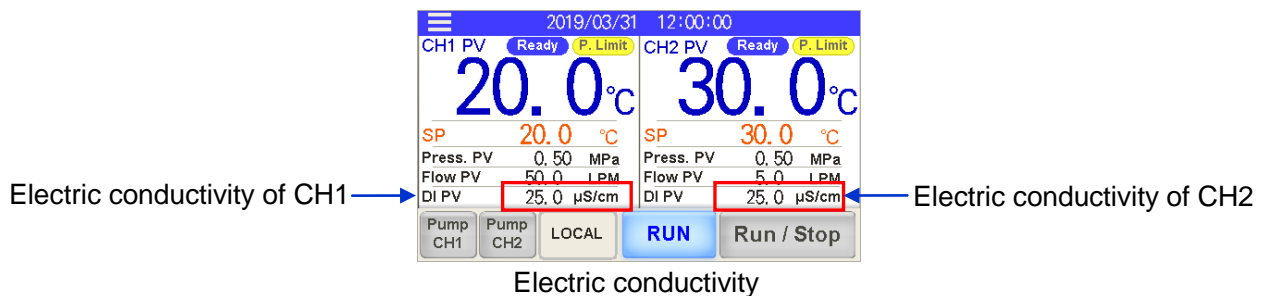 2019/03/31 12:00:00
CH1 PV Ready P. Limit
20.0℃
SP 20.0 ℃
Press. PV 0.50 MPa
Flow PV 50.0 LPM
DI PV 25.0 µS/cm
CH2 PV Ready P. Limit
30.0℃
SP 30.0 ℃
Press. PV 0.50 MPa
Flow PV 5.0 LPM
DI PV 25.0 µS/cm
Electric conductivity of CH1
Electric conductivity of CH2
Pump CH1
Pump CH2
LOCAL
RUN
Run / Stop
Electric conductivity